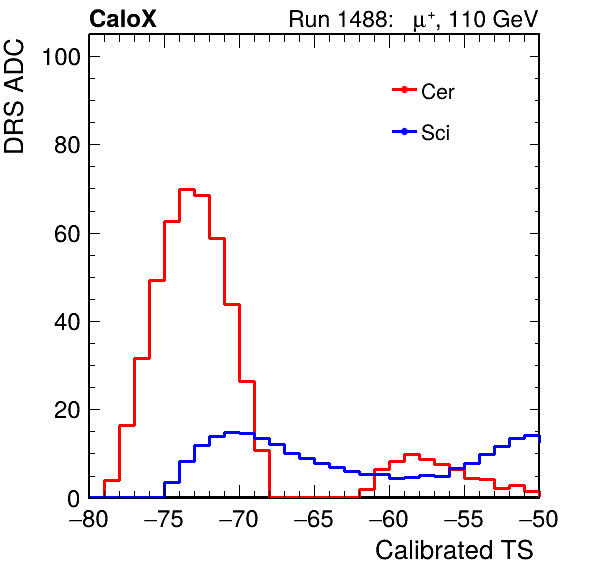 CaloX Run 1488: μ⁺, 110 GeV
DRS ADC
100
80
60
40
20
0
Cer
Sci
−80 −75 −70 −65 −60 −55 −50
Calibrated TS